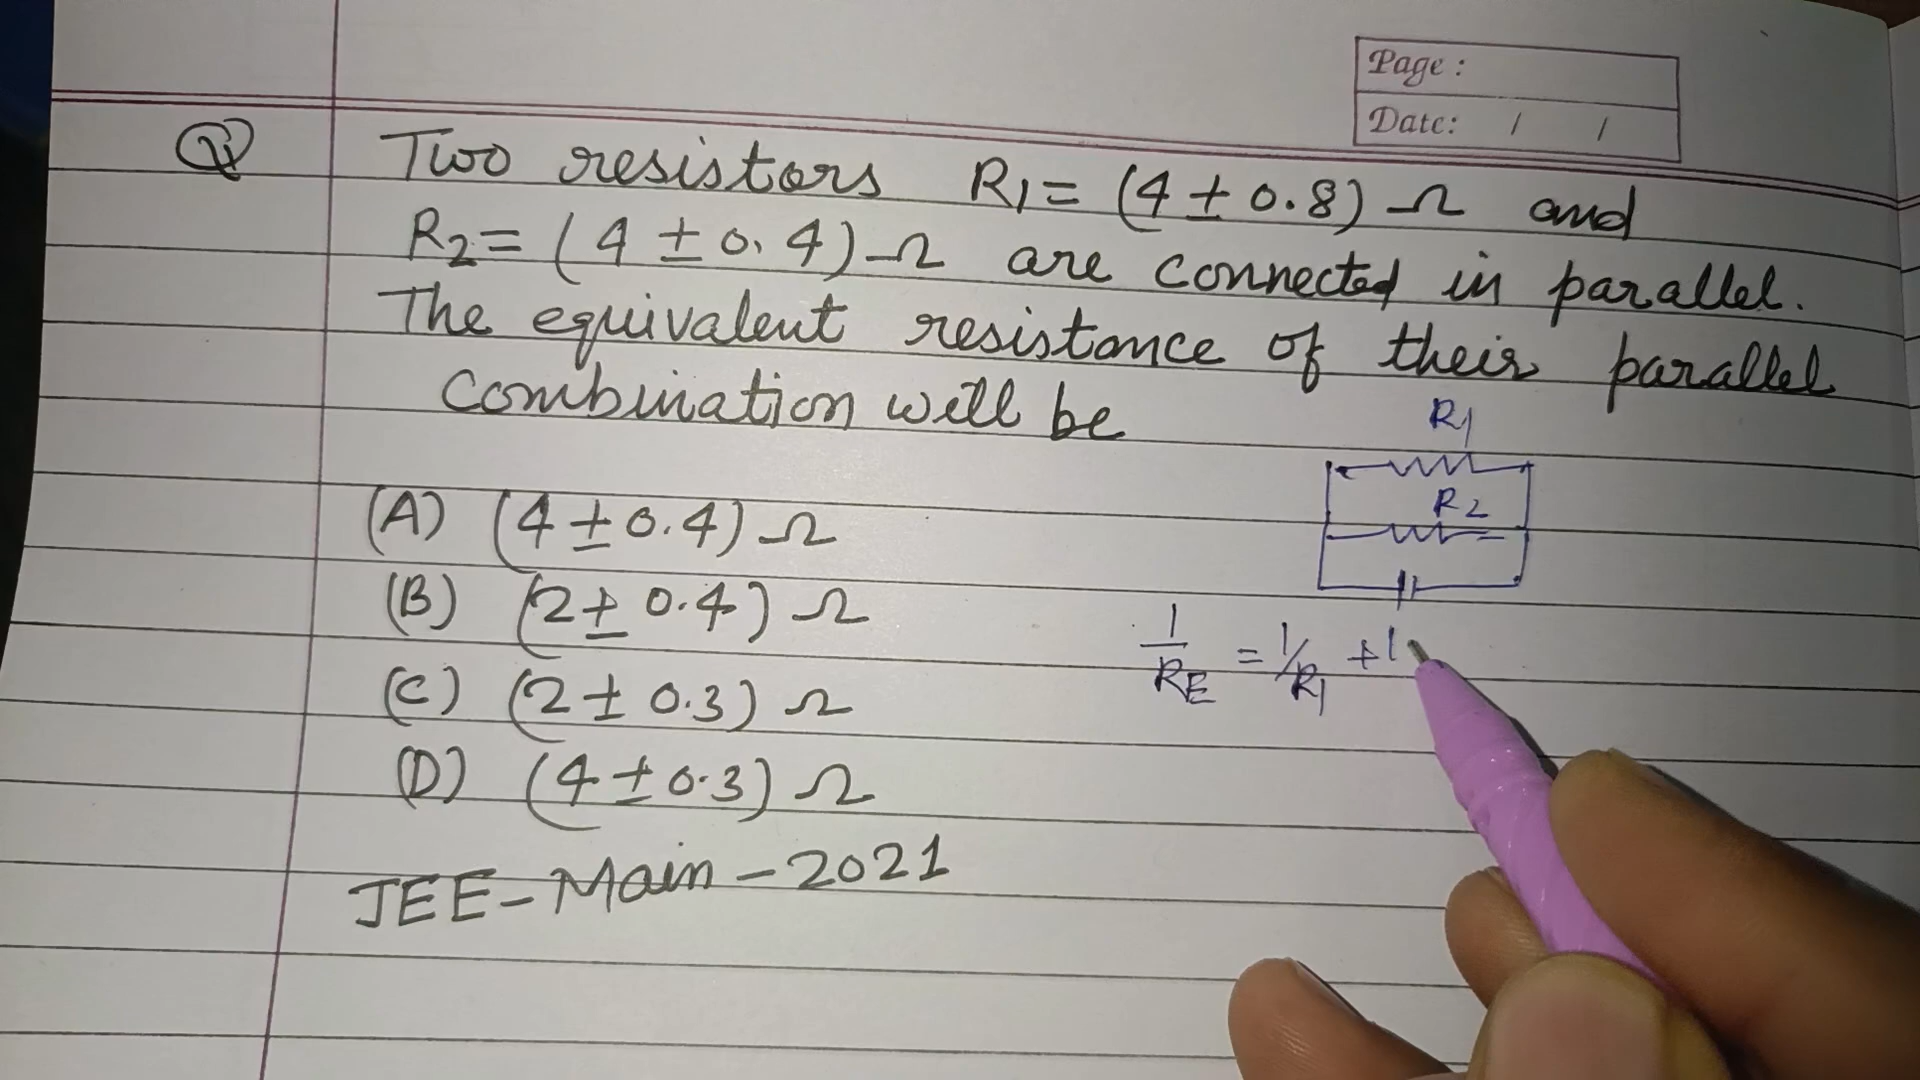 Page :
Date: / /
Q Two resistors R1 = (4 ± 0.8) Ω and
R2 = (4 ± 0.4) Ω are connected in parallel.
The equivalent resistance of their parallel
combination will be
R1
R2
(A) (4 ± 0.4) Ω
(B) (2 ± 0.4) Ω
(C) (2 ± 0.3) Ω
(D) (4 ± 0.3) Ω
1/RE = 1/R1 + 1
JEE-Main-2021